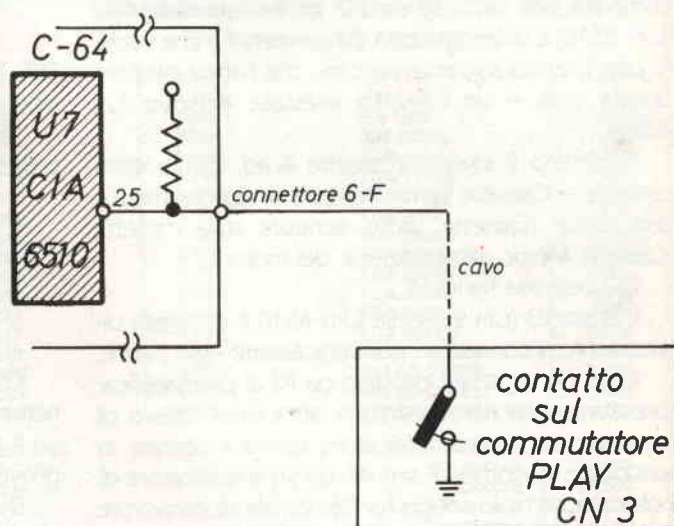 C-64
U7
CIA
6510
25
connettore 6-F
cavo
contatto
sul
commutatore
PLAY
CN 3